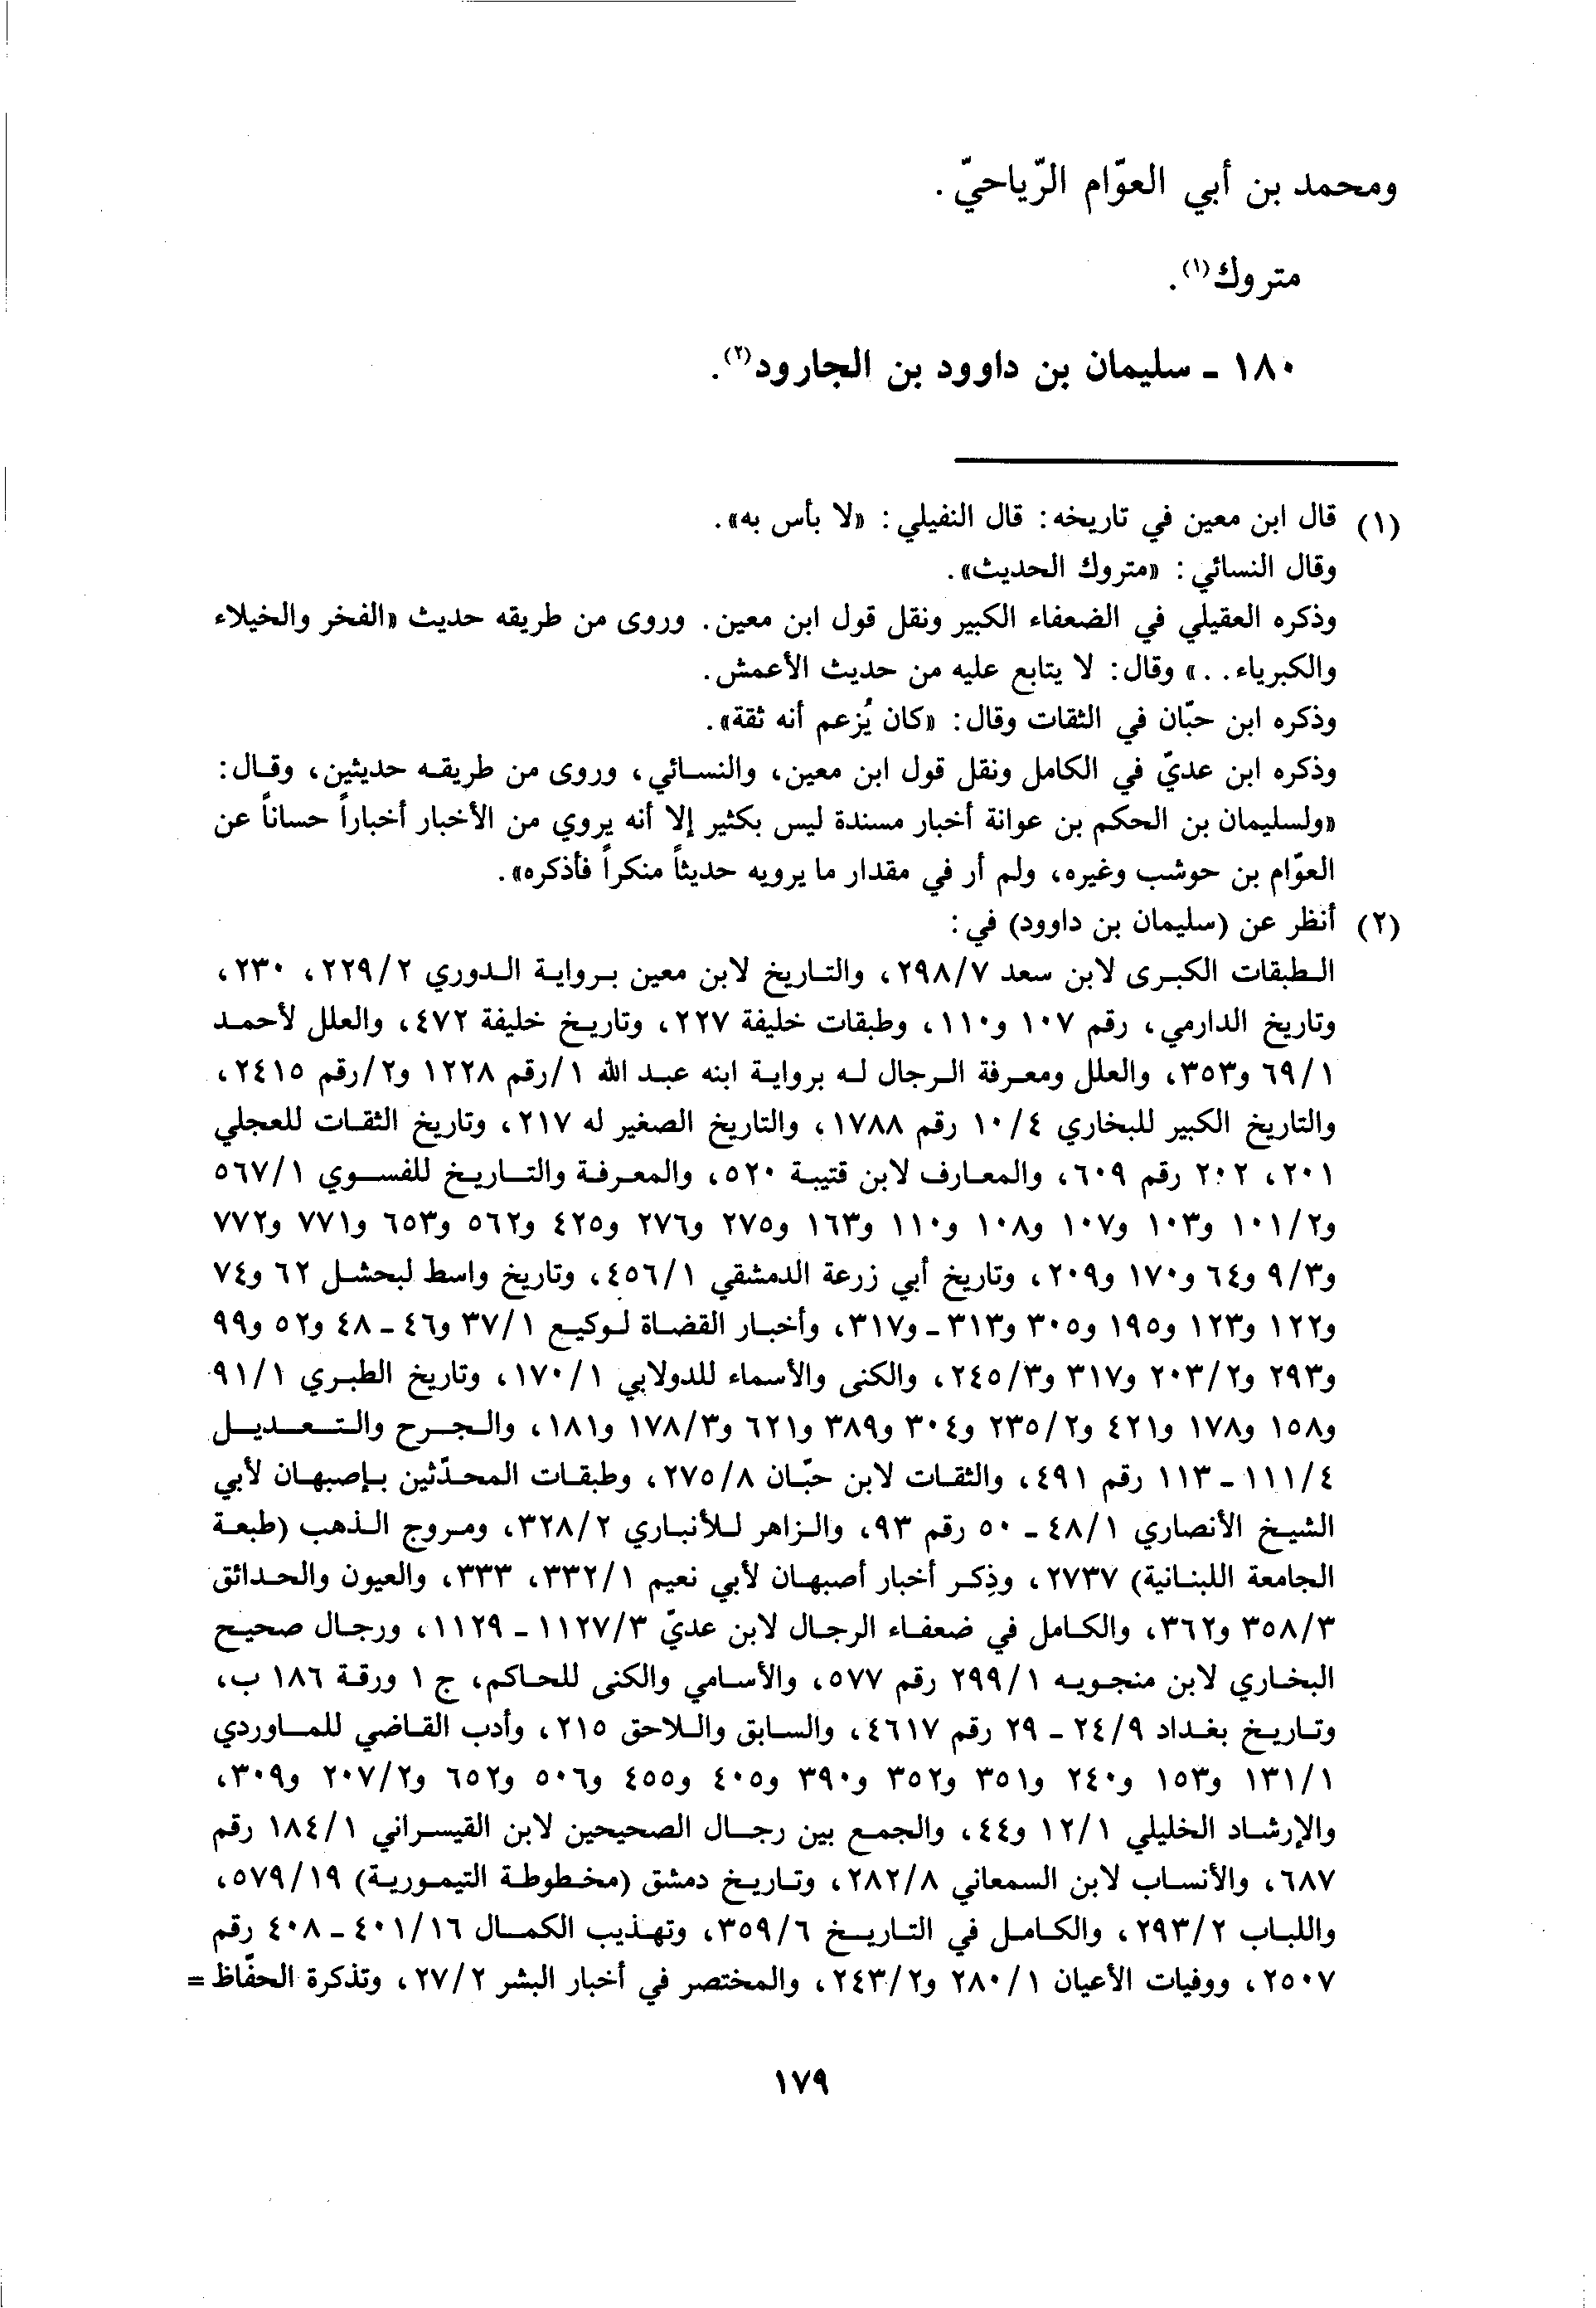 ومحمد بن أبي العوّام الرّياحيّ.
متروك(١).
١٨٠ ـ سليمان بن داوود بن الجارود(٢).
(١) قال ابن معين في تاريخه: قال النفيلي: «لا بأس به».
وقال النسائي: «متروك الحديث».
وذكره العقيلي في الضعفاء الكبير ونقل قول ابن معين. وروى من طريقه حديث «الفخر والخيلاء
والكبرياء. .» وقال: لا يتابع عليه من حديث الأعمش.
وذكره ابن حبّان في الثقات وقال: «كان يُزعم أنه ثقة».
وذكره ابن عديّ في الكامل ونقل قول ابن معين، والنسائي، وروى من طريقه حديثين، وقال:
«ولسليمان بن الحكم بن عوانة أخبار مسندة ليس بكثير إلا أنه يروي من الأخبار أخباراً حساناً عن
العوّام بن حوشب وغيره، ولم أر في مقدار ما يرويه حديثاً منكراً فأذكره».
(٢) أنظر عن (سليمان بن داوود) في:
الطبقات الكبرى لابن سعد ٢٩٨/٧، والتاريخ لابن معين برواية الدوري ٢٢٩/٢، ٢٣٠،
وتاريخ الدارمي، رقم ١٠٧ و١١٠، وطبقات خليفة ٢٢٧، وتاريخ خليفة ٤٧٢، والعلل لأحمد
٦٩/١ و٣٥٣، والعلل ومعرفة الرجال له برواية ابنه عبد الله ١/رقم ١٢٢٨ و٢/رقم ٢٤١٥،
والتاريخ الكبير للبخاري ١٠/٤ رقم ١٧٨٨، والتاريخ الصغير له ٢١٧، وتاريخ الثقات للعجلي
٢٠١، ٢٠٢ رقم ٦٠٩، والمعارف لابن قتيبة ٥٢٠، والمعرفة والتاريخ للفسوي ٥٦٧/١
و١٠١/٢ و١٠٣ و١٠٧ و١٠٨ و١١٠ و١٦٣ و٢٧٥ و٢٧٦ و٤٢٥ و٥٦٢ و٦٥٣ و٧٧١ و٧٧٢
و٩/٣ و٦٤ و١٧٠ و٢٠٩، وتاريخ أبي زرعة الدمشقي ٤٥٦/١، وتاريخ واسط لبحشل ٦٢ و٧٤
و١٢٢ و١٢٣ و١٩٥ و٣٠٥ و٣١٣ ـ و٣١٧، وأخبار القضاة لوكيع ٣٧/١ و٤٦ ـ ٤٨ و٥٢ و٩٩
و٢٩٣ و٢٠٣/٢ و٣١٧ و٢٤٥/٣، والكنى والأسماء للدولابي ١٧٠/١، وتاريخ الطبري ٩١/١
و١٥٨ و١٧٨ و٤٢١ و٢٣٥/٢ و٣٠٤ و٣٨٩ و٦٢١ و١٧٨/٣ و١٨١، والجرح والتعديل
١١١/٤ ـ ١١٣ رقم ٤٩١، والثقات لابن حبّان ٢٧٥/٨، وطبقات المحدّثين بإصبهان لأبي
الشيخ الأنصاري ٤٨/١ ـ ٥٠ رقم ٩٣، والزاهر للأنباري ٣٢٨/٢، ومروج الذهب (طبعة
الجامعة اللبنانية) ٢٧٣٧، وذِكر أخبار أصبهان لأبي نعيم ٣٣٢/١، ٣٣٣، والعيون والحدائق
٣٥٨/٣ و٣٦٢، والكامل في ضعفاء الرجال لابن عديّ ١١٢٧/٣ ـ ١١٢٩، ورجال صحيح
البخاري لابن منجويه ٢٩٩/١ رقم ٥٧٧، والأسامي والكنى للحاكم، ج ١ ورقة ١٨٦ ب،
وتاريخ بغداد ٢٤/٩ ـ ٢٩ رقم ٤٦١٧، والسابق واللاحق ٢١٥، وأدب القاضي للماوردي
١٣١/١ و١٥٣ و٢٤٠ و٣٥١ و٣٥٢ و٣٩٠ و٤٠٥ و٤٥٥ و٥٠٦ و٦٥٢ و٢٠٧/٢ و٣٠٩،
والإرشاد الخليلي ١٢/١ و٤٤، والجمع بين رجال الصحيحين لابن القيسراني ١٨٤/١ رقم
٦٨٧، والأنساب لابن السمعاني ٢٨٢/٨، وتاريخ دمشق (مخطوطة التيمورية) ٥٧٩/١٩،
واللباب ٢٩٣/٢، والكامل في التاريخ ٣٥٩/٦، وتهذيب الكمال ٤٠١/١٦ ـ ٤٠٨ رقم
٢٥٠٧، ووفيات الأعيان ٢٨٠/١ و٢٤٣/٢، والمختصر في أخبار البشر ٢٧/٢، وتذكرة الحفّاظ =
١٧٩